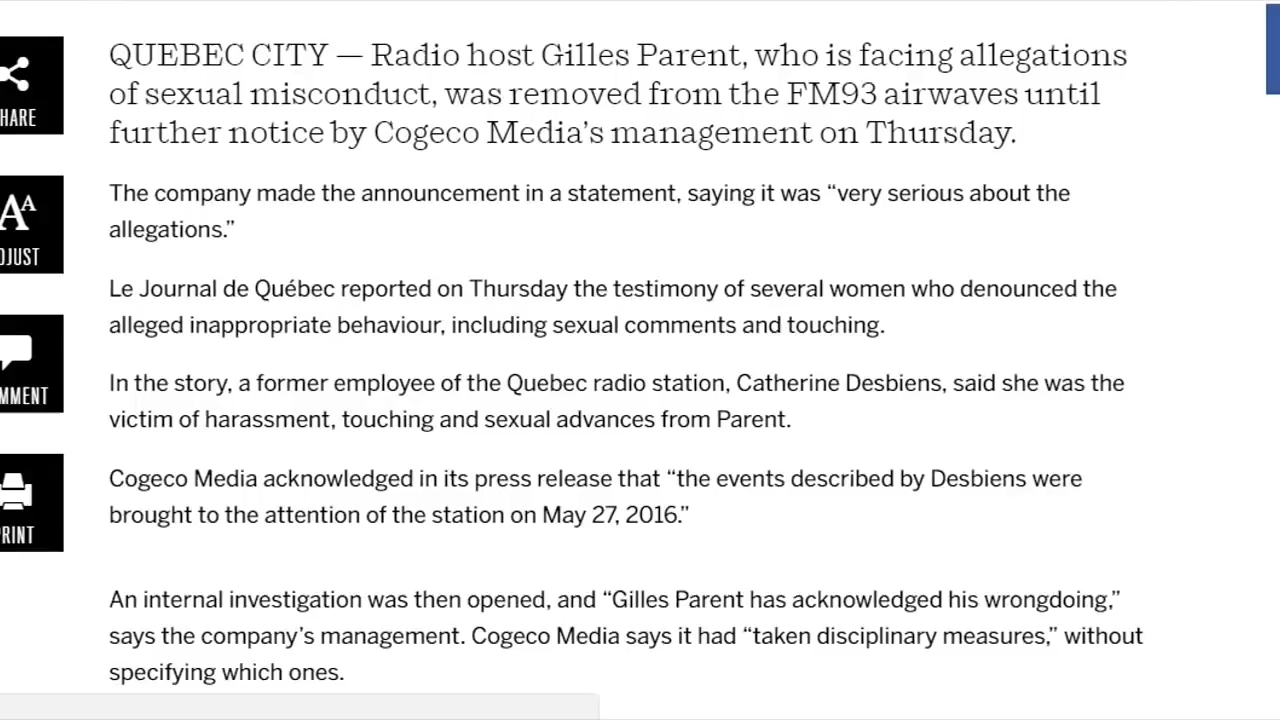 QUEBEC CITY — Radio host Gilles Parent, who is facing allegations
of sexual misconduct, was removed from the FM93 airwaves until
further notice by Cogeco Media’s management on Thursday.
HARE
The company made the announcement in a statement, saying it was “very serious about the
allegations.”
DJUST
Le Journal de Québec reported on Thursday the testimony of several women who denounced the
alleged inappropriate behaviour, including sexual comments and touching.
In the story, a former employee of the Quebec radio station, Catherine Desbiens, said she was the
victim of harassment, touching and sexual advances from Parent.
MMENT
Cogeco Media acknowledged in its press release that “the events described by Desbiens were
brought to the attention of the station on May 27, 2016.”
PRINT
An internal investigation was then opened, and “Gilles Parent has acknowledged his wrongdoing,”
says the company’s management. Cogeco Media says it had “taken disciplinary measures,” without
specifying which ones.